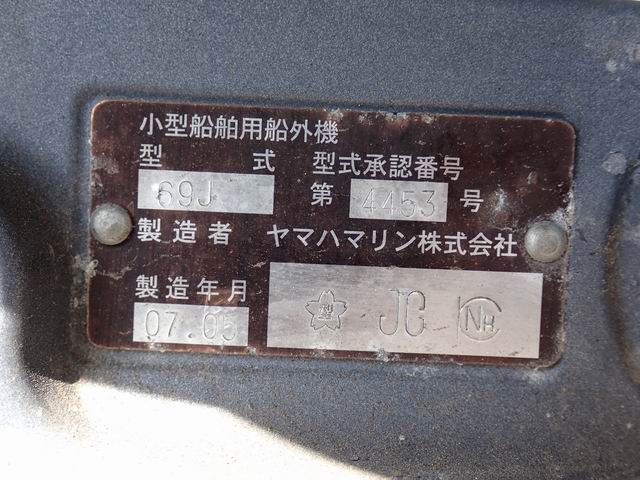 小型船舶用船外機
型式 型式承認番号
69J 第 4453 号
製造者 ヤマハマリン株式会社
製造年月
07.05
型 JC NH